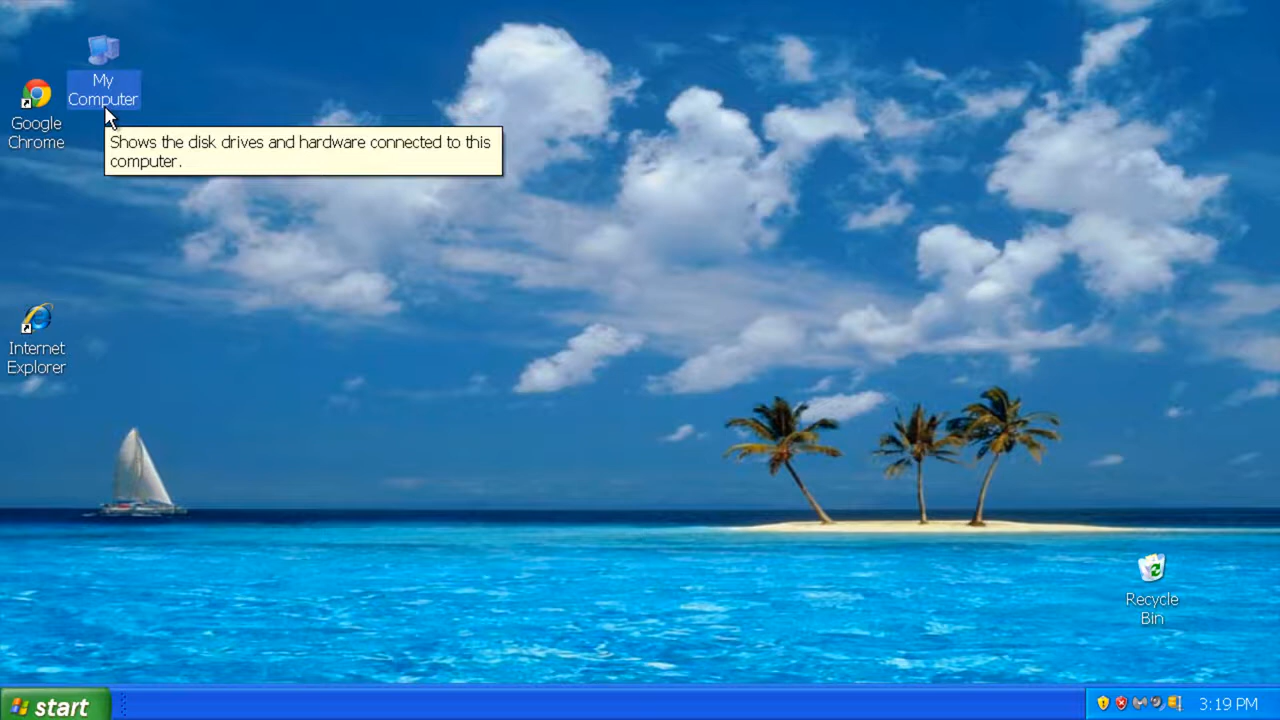 My
Computer
Google
Chrome
Shows the disk drives and hardware connected to this
computer.
Internet
Explorer
Recycle
Bin
start
3:19 PM